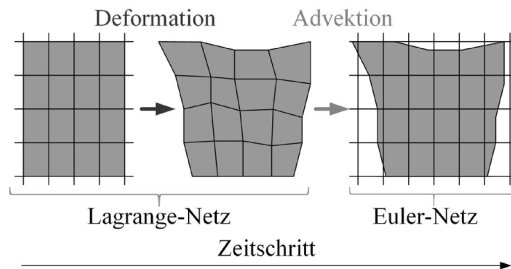 Deformation
Advektion
Lagrange-Netz
Euler-Netz
Zeitschritt